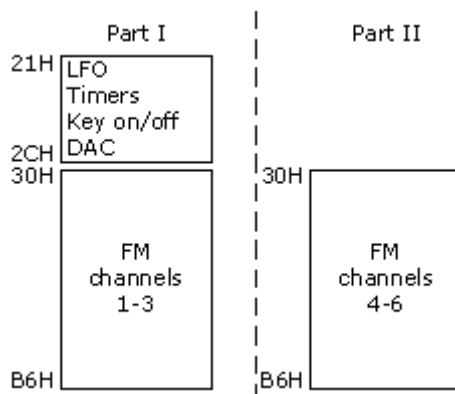 Part I
21H
LFO
Timers
Key on/off
DAC
2CH
30H
FM
channels
1-3
B6H
Part II
30H
FM
channels
4-6
B6H